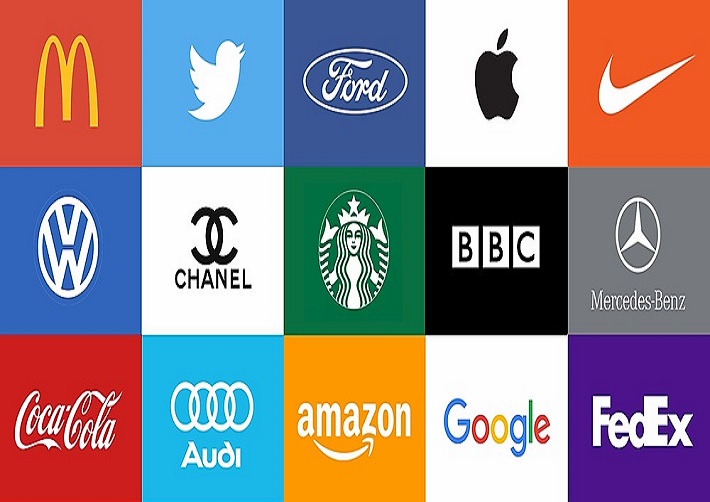 Ford
CHANEL
BBC
Mercedes-Benz
Coca-Cola
Audi
amazon
Google
FedEx